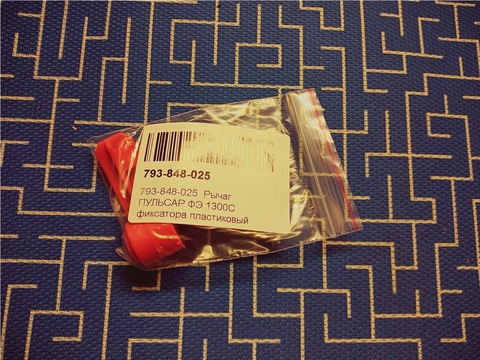 793-848-025
793-848-025 Рычаг
ПУЛЬСАР ФЭ 1300С
фиксатора пластиковый